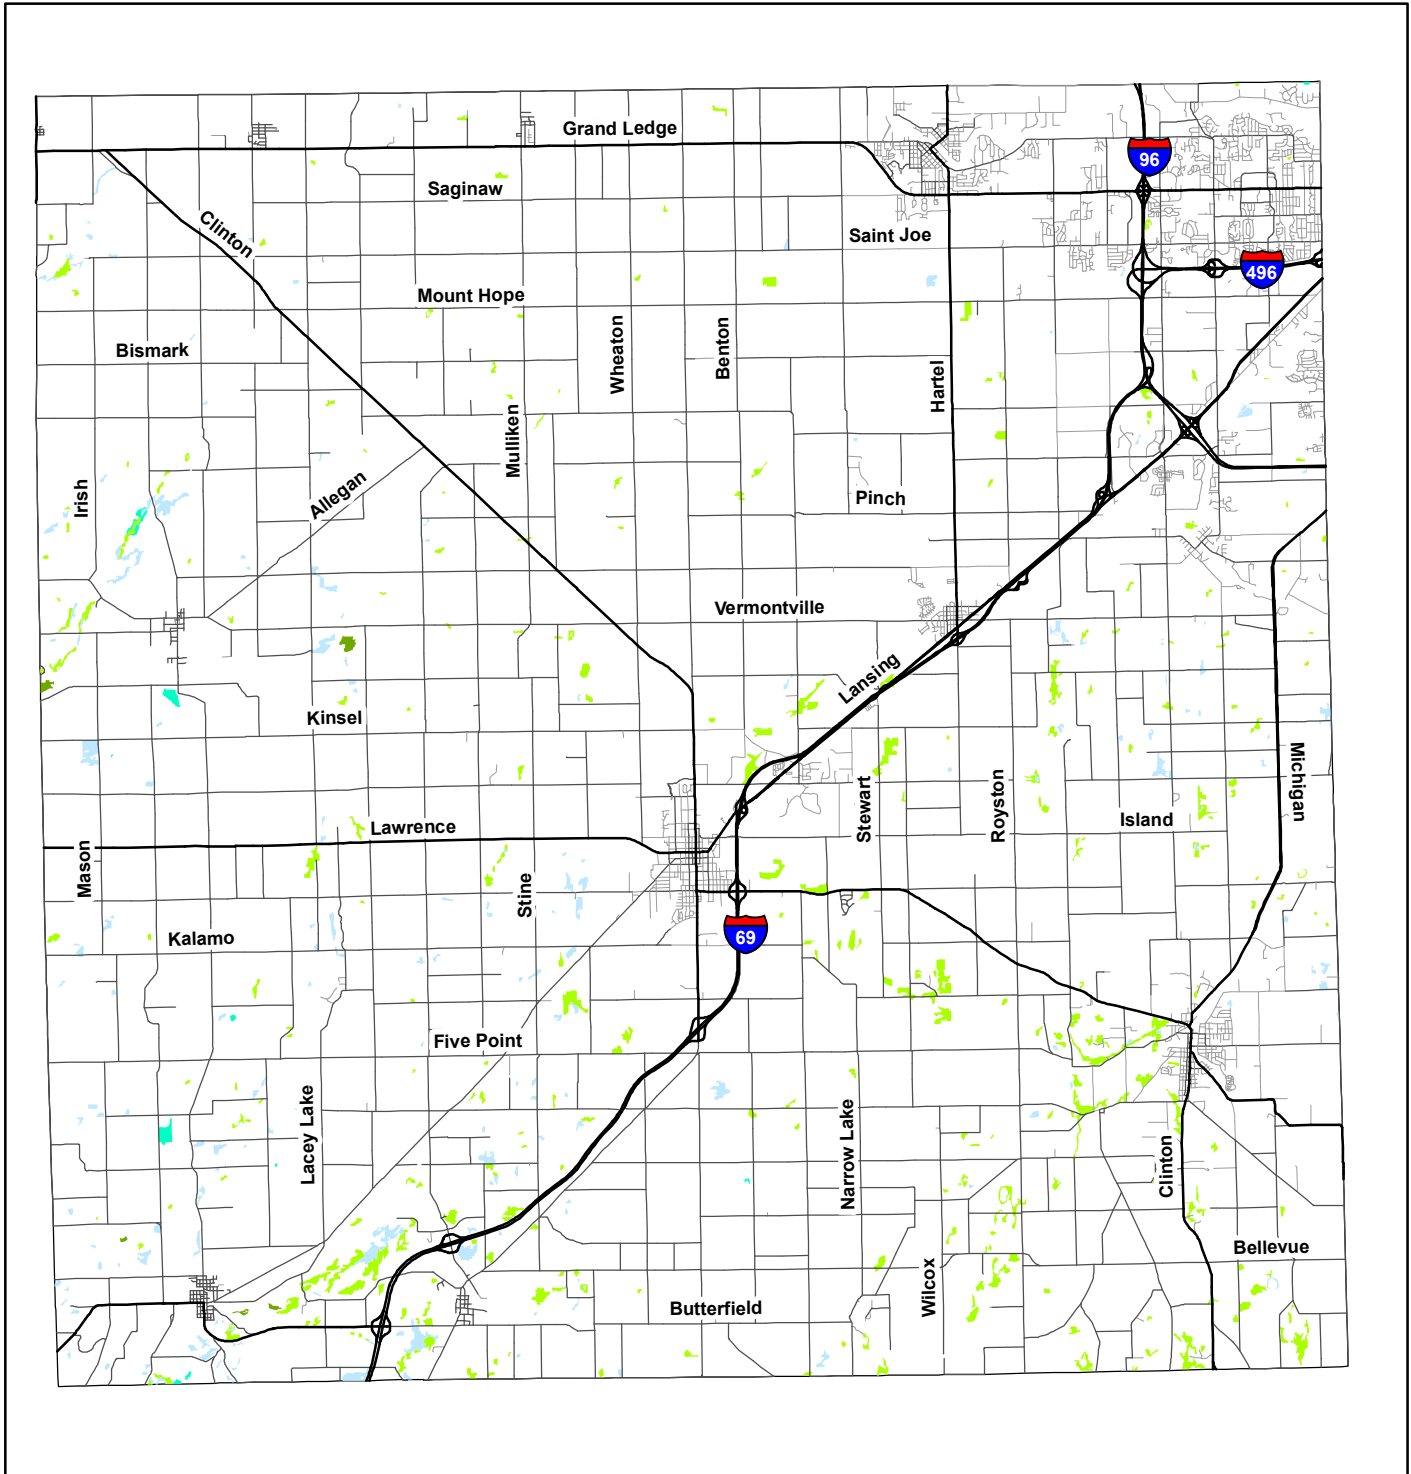 Grand Ledge
96
Saginaw
Clinton
Saint Joe
496
Mount Hope
Bismark
Wheaton
Benton
Hartel
Mulliken
Irish
Allegan
Pinch
Vermontville
Lansing
Kinsel
Michigan
Stewart
Royston
Island
Lawrence
Mason
Stine
Kalamo
69
Five Point
Lacey Lake
Narrow Lake
Clinton
Bellevue
Wilcox
Butterfield